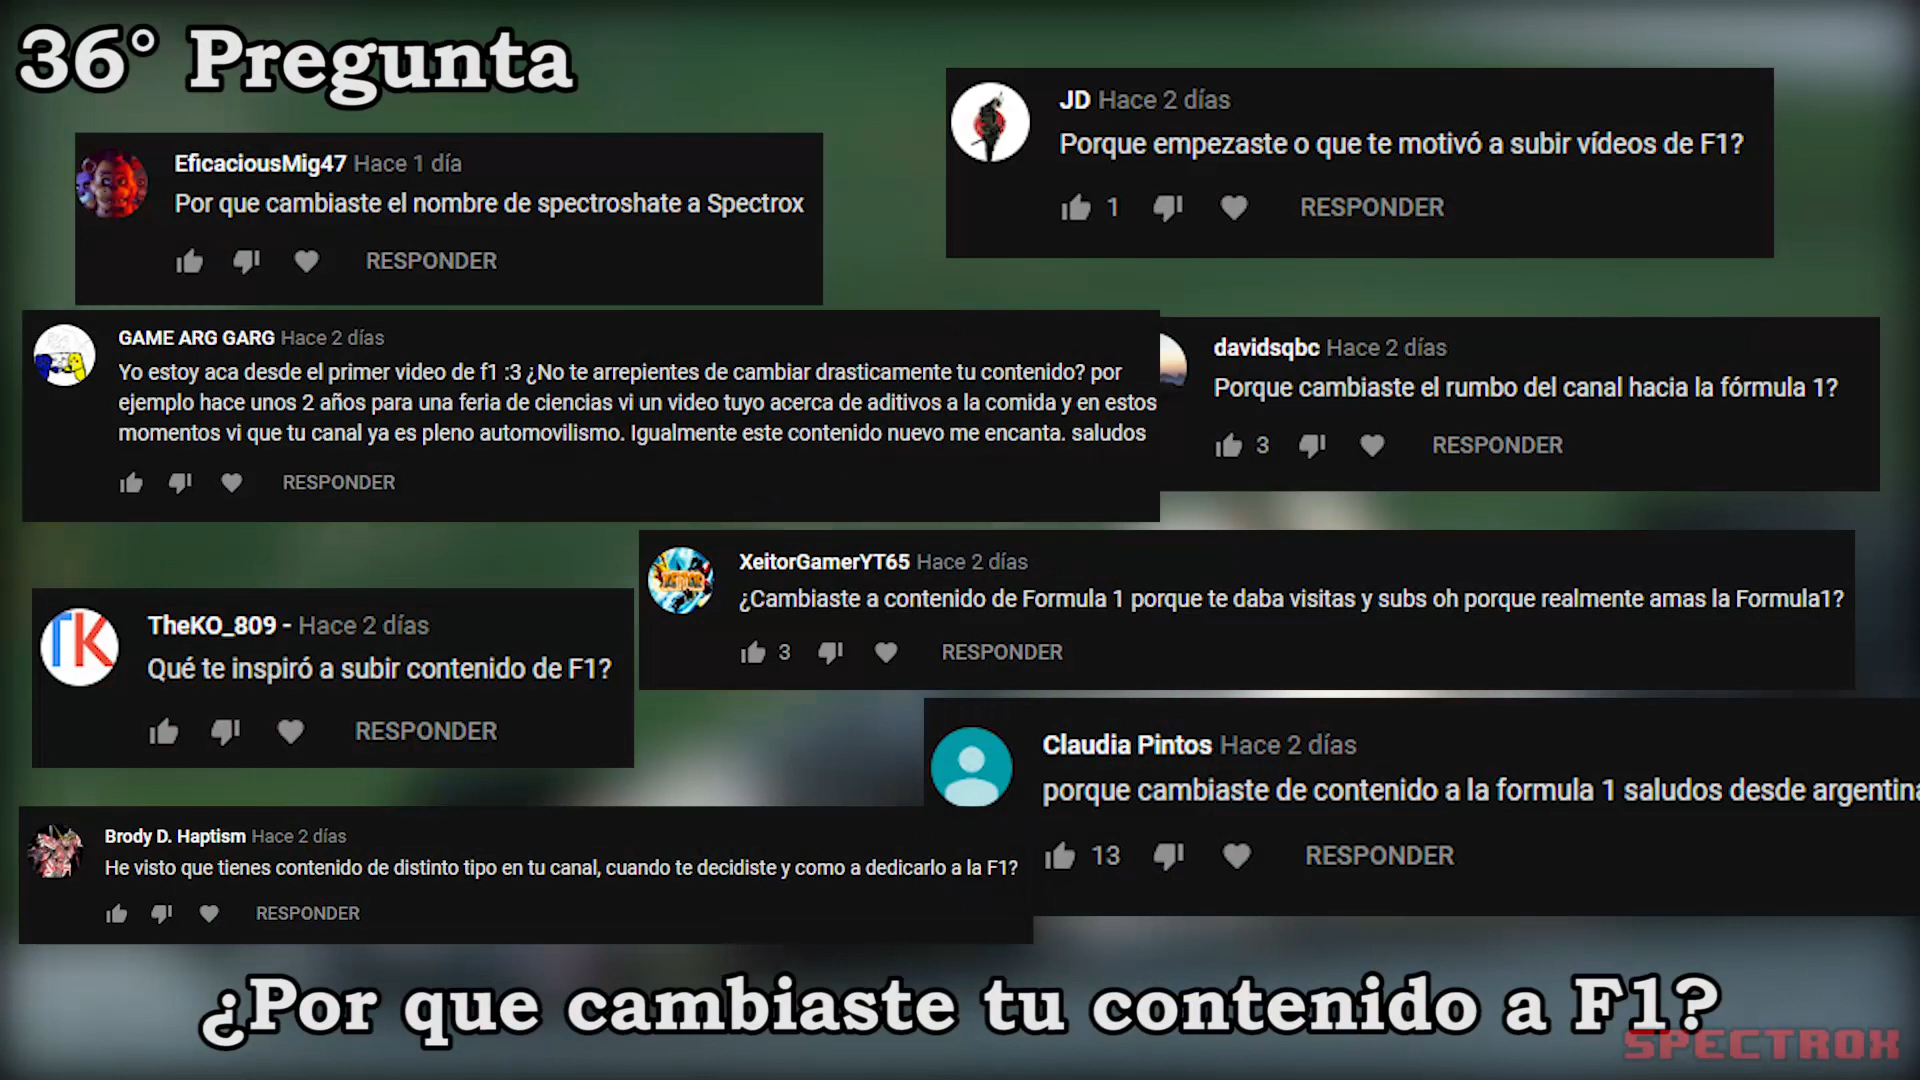 36° Pregunta
JD Hace 2 días
Porque empezaste o que te motivó a subir vídeos de F1?
1 RESPONDER
EficaciousMig47 Hace 1 día
Por que cambiaste el nombre de spectroshate a Spectrox
RESPONDER
GAME ARG GARG Hace 2 días
Yo estoy aca desde el primer video de f1 :3 ¿No te arrepientes de cambiar drasticamente tu contenido? por
ejemplo hace unos 2 años para una feria de ciencias vi un video tuyo acerca de aditivos a la comida y en estos
momentos vi que tu canal ya es pleno automovilismo. Igualmente este contenido nuevo me encanta. saludos
RESPONDER
davidsqbc Hace 2 días
Porque cambiaste el rumbo del canal hacia la fórmula 1?
3 RESPONDER
XeitorGamerYT65 Hace 2 días
¿Cambiaste a contenido de Formula 1 porque te daba visitas y subs oh porque realmente amas la Formula1?
3 RESPONDER
TK
TheKO_809 - Hace 2 días
Qué te inspiró a subir contenido de F1?
RESPONDER
Claudia Pintos Hace 2 días
porque cambiaste de contenido a la formula 1 saludos desde argentina
13 RESPONDER
Brody D. Haptism Hace 2 días
He visto que tienes contenido de distinto tipo en tu canal, cuando te decidiste y como a dedicarlo a la F1?
RESPONDER
¿Por que cambiaste tu contenido a F1?
SPECTROX